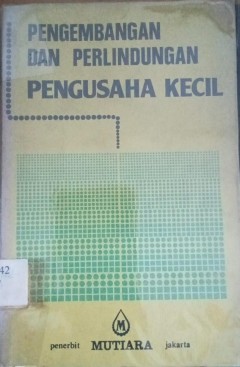 PENGEMBANGAN
DAN PERLINDUNGAN
PENGUSAHA KECIL
42
M
penerbit MUTIARA jakarta